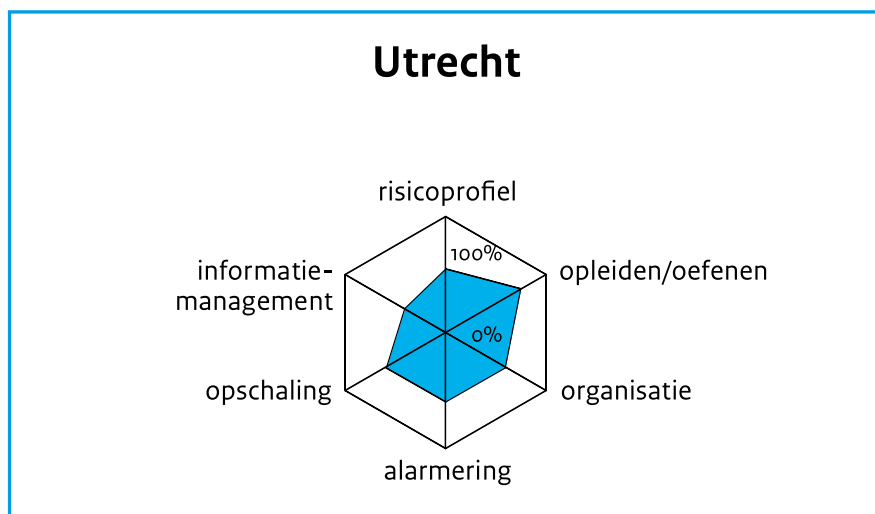 Utrecht
risicoprofiel
100%
informatie-
management
opleiden/oefenen
0%
opschaling
organisatie
alarmering